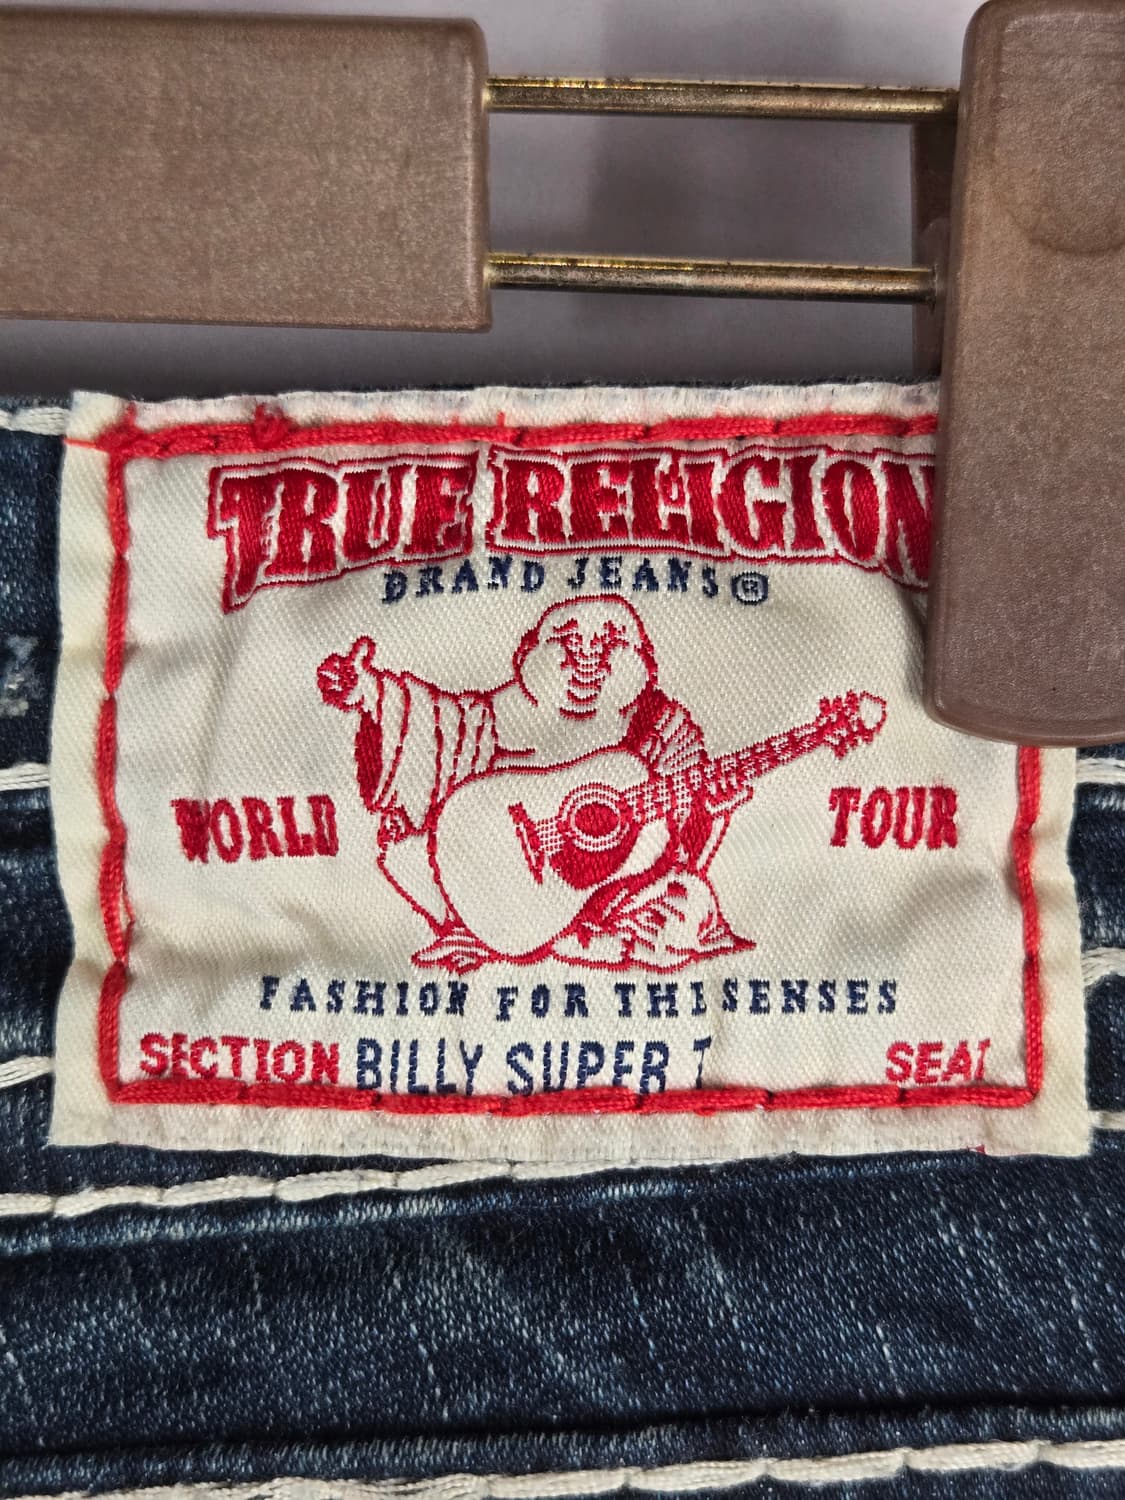 TRUE RELIGION
BRAND JEANS®
WORLD TOUR
FASHION FOR THE SENSES
SECTION BILLY SUPER T SEAT